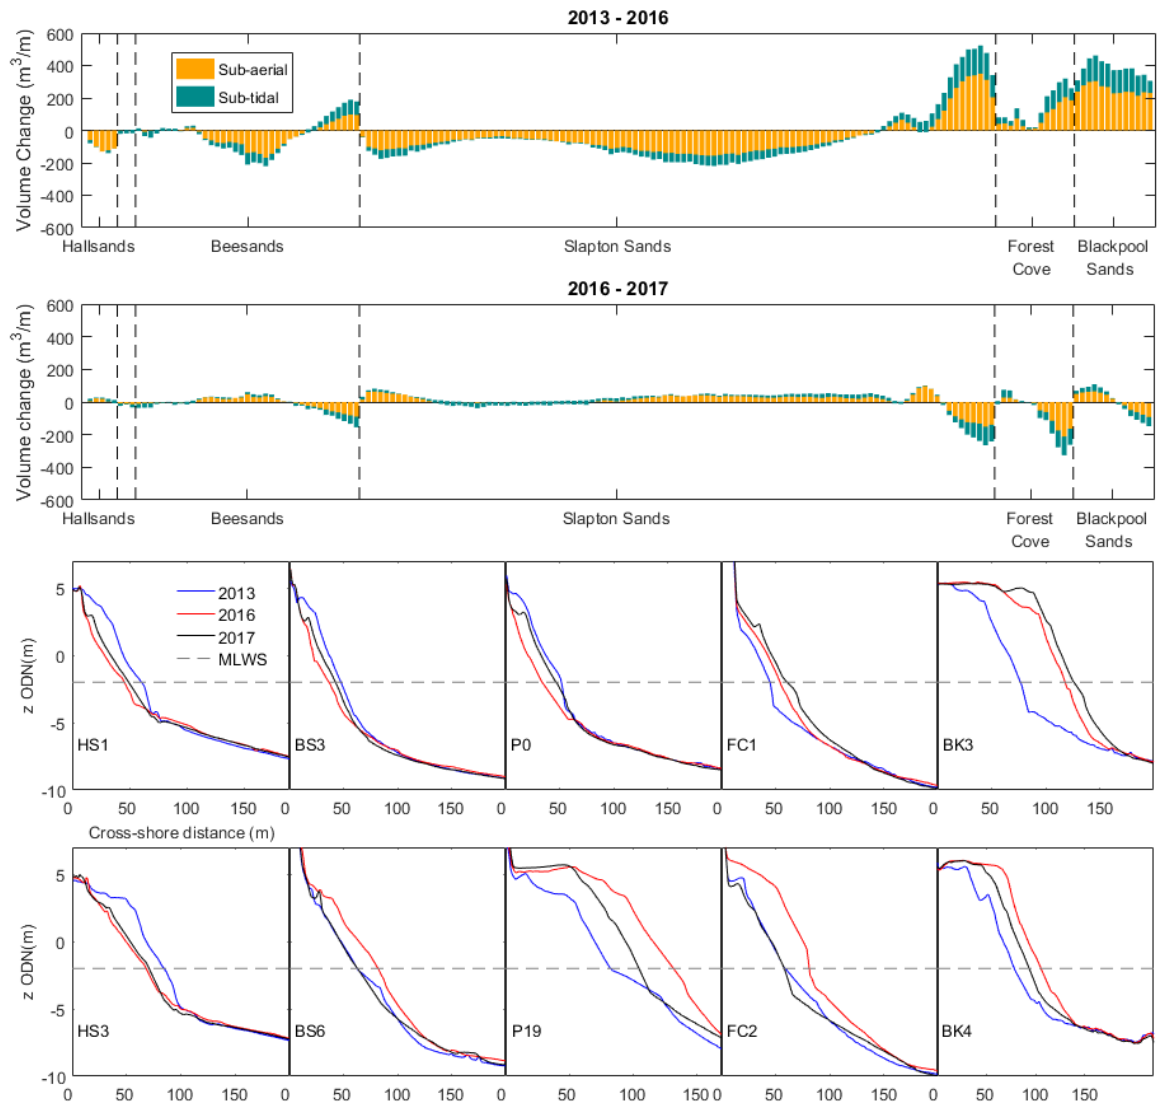 2013 - 2016
Volume Change (m³/m)
600
400
200
0
-200
-400
-600
Sub-aerial
Sub-tidal
Hallsands
Beesands
Slapton Sands
Forest
Cove
Blackpool
Sands
2016 - 2017
Volume change (m³/m)
600
400
200
0
-200
-400
-600
Hallsands
Beesands
Slapton Sands
Forest
Cove
Blackpool
Sands
z ODN(m)
5
0
-5
-10
2013
2016
2017
MLWS
HS1
BS3
P0
FC1
BK3
0 50 100 150 0 50 100 150 0 50 100 150 0 50 100 150 0 50 100 150
Cross-shore distance (m)
z ODN(m)
5
0
-5
-10
HS3
BS6
P19
FC2
BK4
0 50 100 150 0 50 100 150 0 50 100 150 0 50 100 150 0 50 100 150